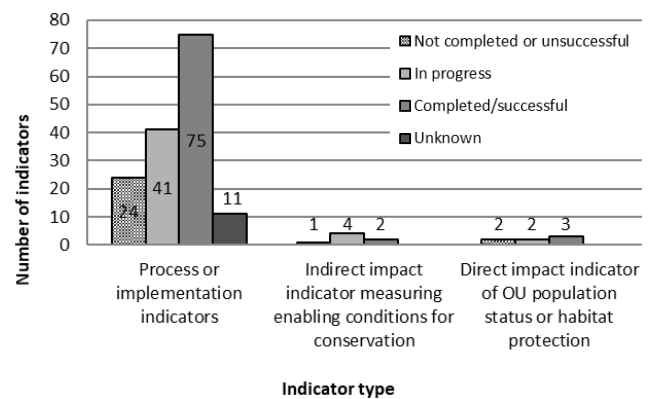 80
70
60
50
40
30
20
10
0
Number of indicators
Not completed or unsuccessful
In progress
Completed/successful
Unknown
24
41
75
11
1
4
2
2
2
3
Process or
implementation
indicators
Indirect impact
indicator measuring
enabling conditions for
conservation
Direct impact indicator
of OU population
status or habitat
protection
Indicator type